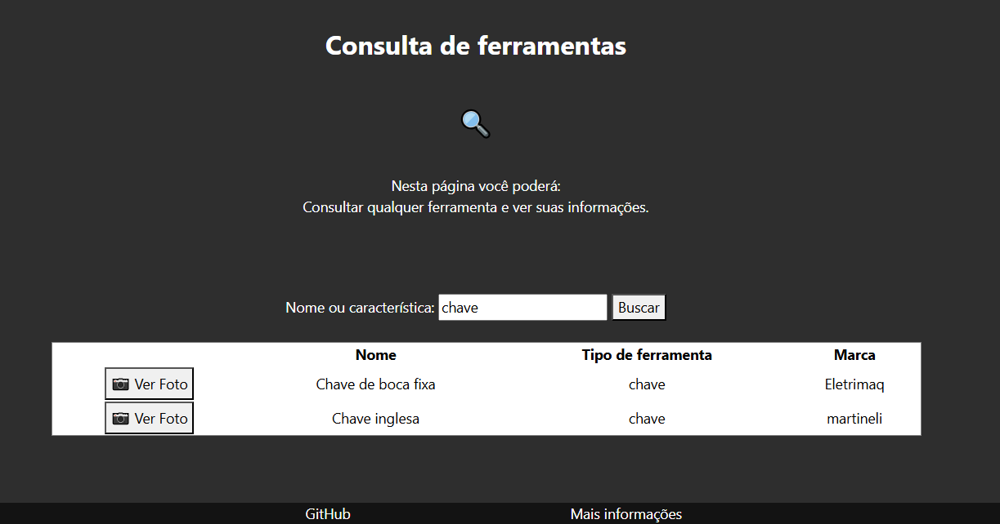 Consulta de ferramentas
Nesta página você poderá:
Consultar qualquer ferramenta e ver suas informações.
Nome ou característica: chave Buscar
Nome Tipo de ferramenta Marca
Ver Foto Chave de boca fixa chave Eletrimaq
Ver Foto Chave inglesa chave martineli
GitHub Mais informações